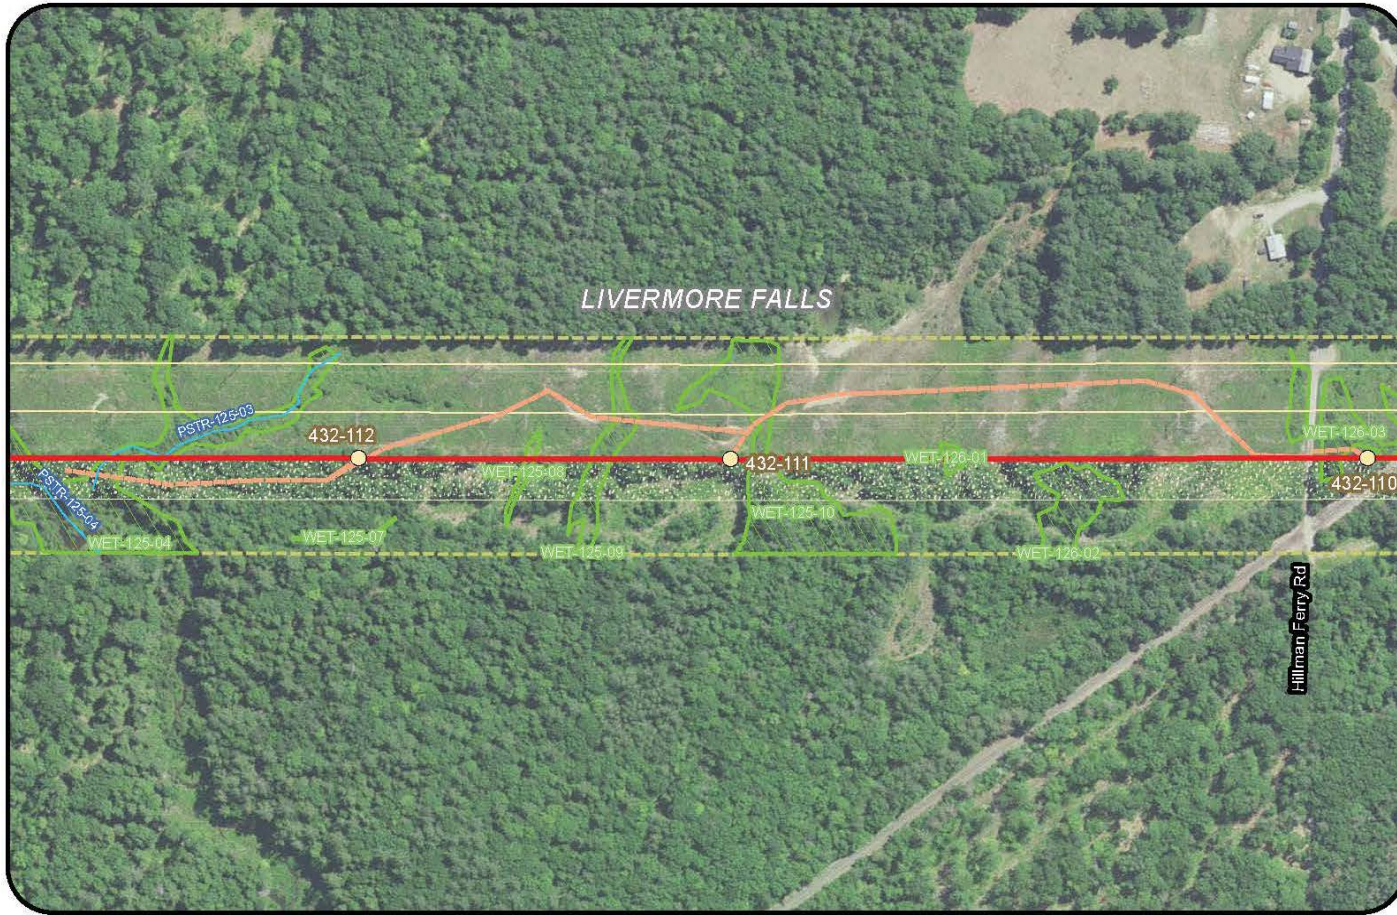 LIVERMORE FALLS
PSTR-125-03
432-112
WET-126-03
WET-125-08
432-111
WET-126-01
432-110
PSTR-125-04
WET-125-10
WET-125-04
WET-125-07
WET-125-09
WET-126-02
Hillman Ferry Rd